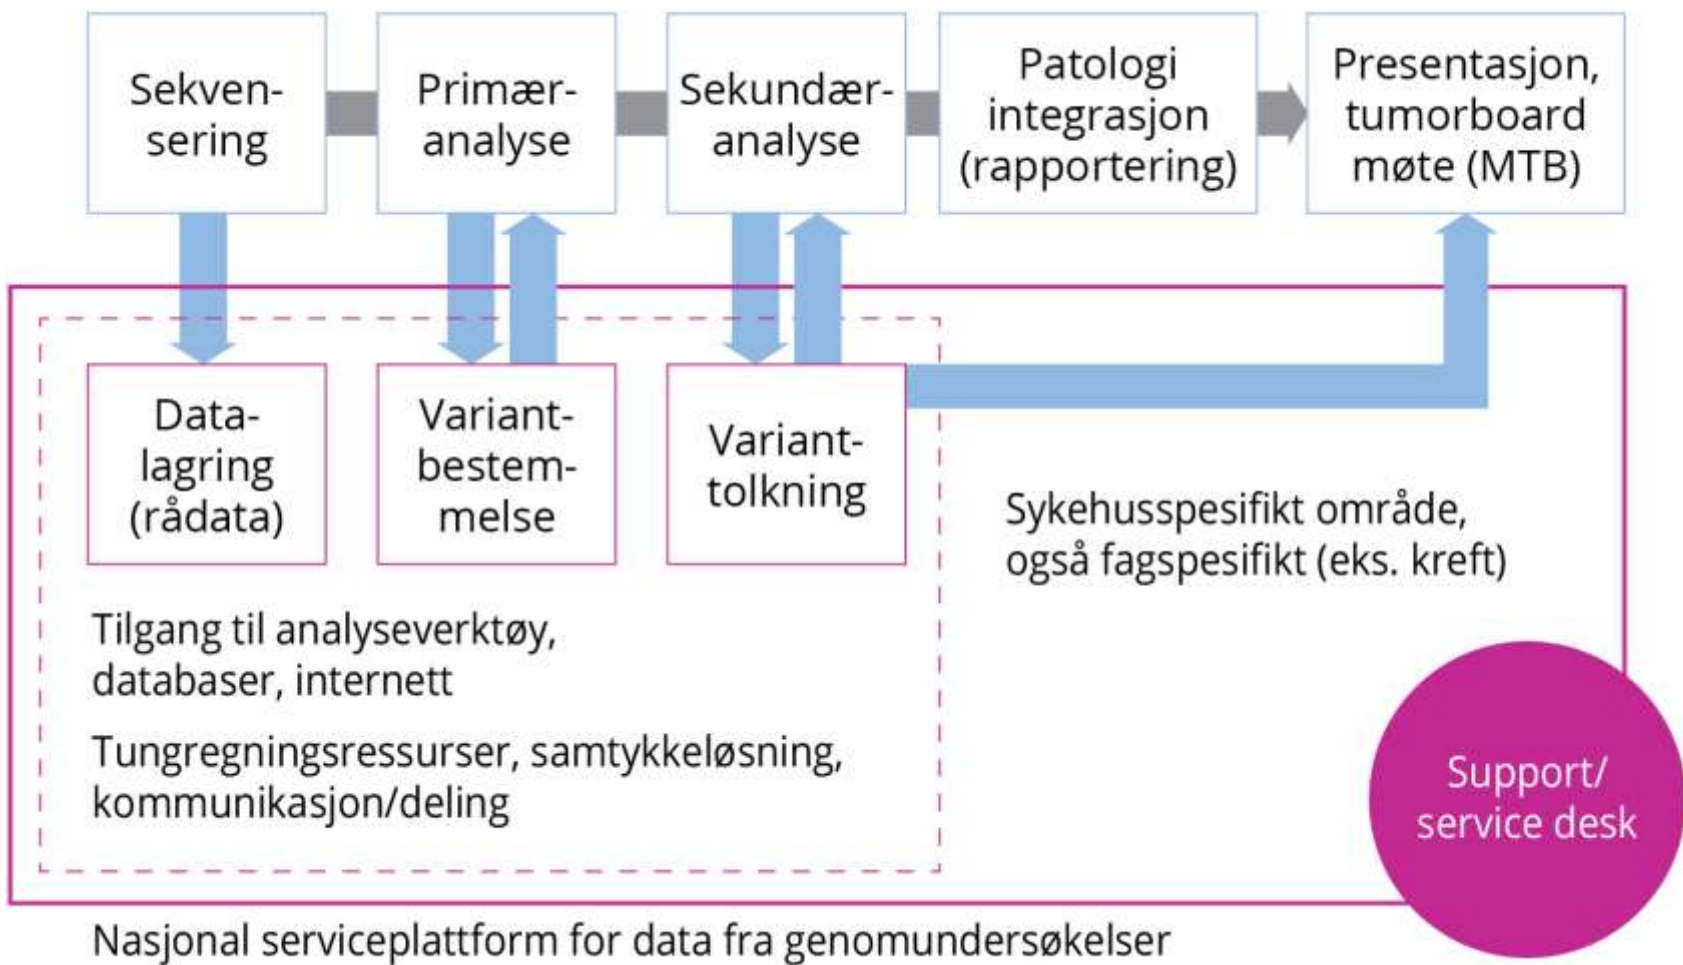 Sekven-
sering
Primær-
analyse
Sekundær-
analyse
Patologi
integrasjon
(rapportering)
Presentasjon,
tumorboard
møte (MTB)
Data-
lagring
(rådata)
Variant-
bestem-
melse
Variant-
tolkning
Sykehusspesifikt område,
også fagspesifikt (eks. kreft)
Tilgang til analyseverktøy,
databaser, internett
Tungregningsressurser, samtykkeløsning,
kommunikasjon/deling
Support/
service desk
Nasjonal serviceplattform for data fra genomundersøkelser